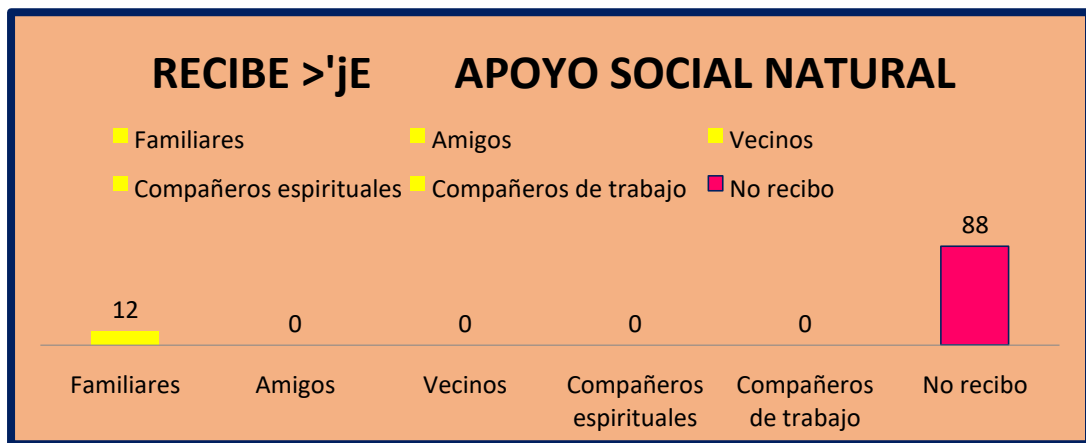 RECIBE >'jE APOYO SOCIAL NATURAL
Familiares Amigos Vecinos
Compañeros espirituales Compañeros de trabajo No recibo
88
12 0 0 0 0
Familiares Amigos Vecinos Compañeros espirituales Compañeros de trabajo No recibo